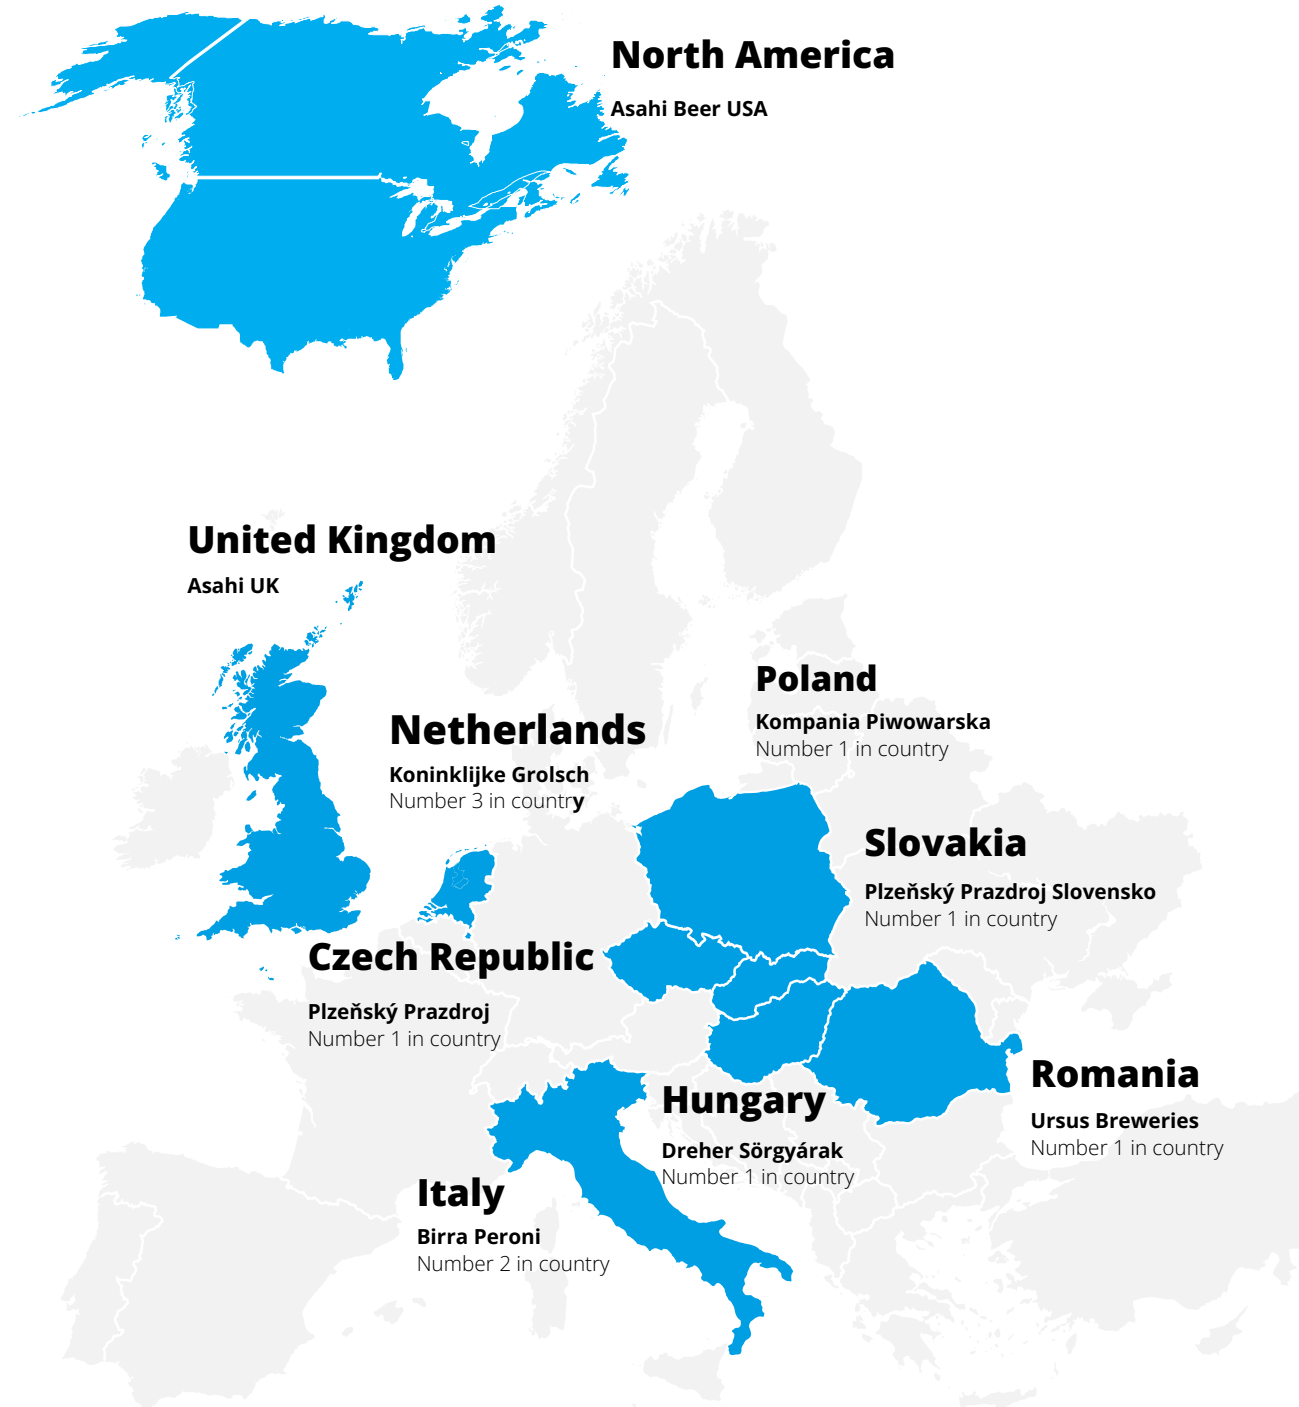 North America
Asahi Beer USA
United Kingdom
Asahi UK
Poland
Kompania Piwowarska
Number 1 in country
Netherlands
Koninklijke Grolsch
Number 3 in country
Slovakia
Plzeňský Prazdroj Slovensko
Number 1 in country
Czech Republic
Plzeňský Prazdroj
Number 1 in country
Romania
Ursus Breweries
Number 1 in country
Hungary
Dreher Sörgyárak
Number 1 in country
Italy
Birra Peroni
Number 2 in country